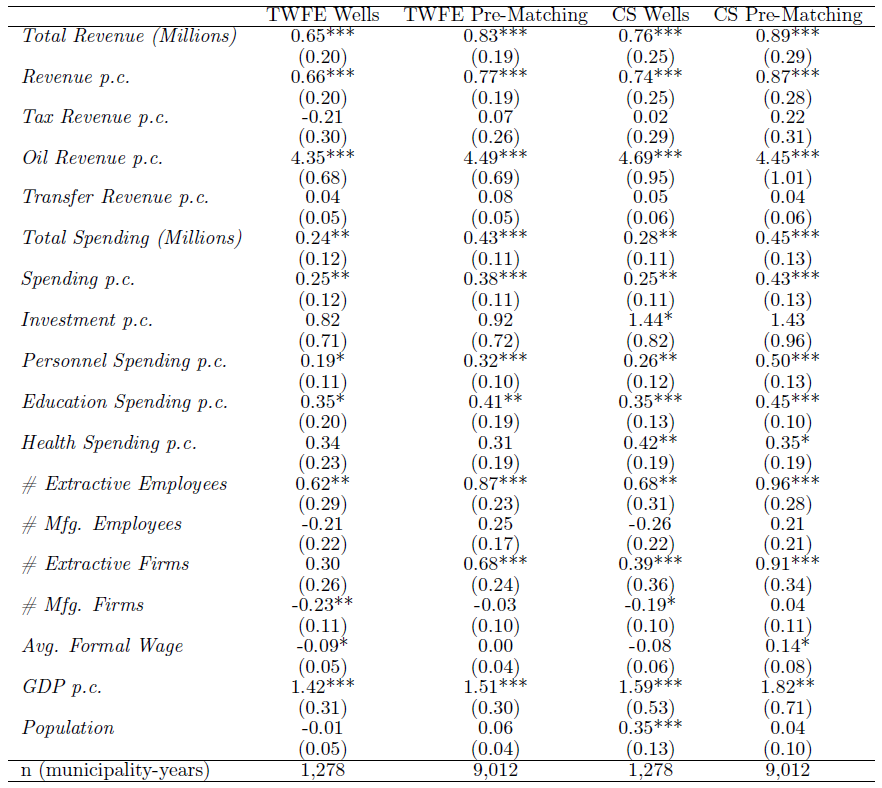 TWFE Wells TWFE Pre-Matching CS Wells CS Pre-Matching
Total Revenue (Millions) 0.65*** 0.83*** 0.76*** 0.89***
(0.20) (0.19) (0.25) (0.29)
Revenue p.c. 0.66*** 0.77*** 0.74*** 0.87***
(0.20) (0.19) (0.25) (0.28)
Tax Revenue p.c. -0.21 0.07 0.02 0.22
(0.30) (0.26) (0.29) (0.31)
Oil Revenue p.c. 4.35*** 4.49*** 4.69*** 4.45***
(0.68) (0.69) (0.95) (1.01)
Transfer Revenue p.c. 0.04 0.08 0.05 0.04
(0.05) (0.05) (0.06) (0.06)
Total Spending (Millions) 0.24** 0.43*** 0.28** 0.45***
(0.12) (0.11) (0.11) (0.13)
Spending p.c. 0.25** 0.38*** 0.25** 0.43***
(0.12) (0.11) (0.11) (0.13)
Investment p.c. 0.82 0.92 1.44* 1.43
(0.71) (0.72) (0.82) (0.96)
Personnel Spending p.c. 0.19* 0.32*** 0.26** 0.50***
(0.11) (0.10) (0.12) (0.13)
Education Spending p.c. 0.35* 0.41** 0.35*** 0.45***
(0.20) (0.19) (0.13) (0.10)
Health Spending p.c. 0.34 0.31 0.42** 0.35*
(0.23) (0.19) (0.19) (0.19)
# Extractive Employees 0.62** 0.87*** 0.68** 0.96***
(0.29) (0.23) (0.31) (0.28)
# Mfg. Employees -0.21 0.25 -0.26 0.21
(0.22) (0.17) (0.22) (0.21)
# Extractive Firms 0.30 0.68*** 0.39*** 0.91***
(0.26) (0.24) (0.36) (0.34)
# Mfg. Firms -0.23** -0.03 -0.19* 0.04
(0.11) (0.10) (0.10) (0.11)
Avg. Formal Wage -0.09* 0.00 -0.08 0.14*
(0.05) (0.04) (0.06) (0.08)
GDP p.c. 1.42*** 1.51*** 1.59*** 1.82**
(0.31) (0.30) (0.53) (0.71)
Population -0.01 0.06 0.35*** 0.04
(0.05) (0.04) (0.13) (0.10)
n (municipality-years) 1,278 9,012 1,278 9,012